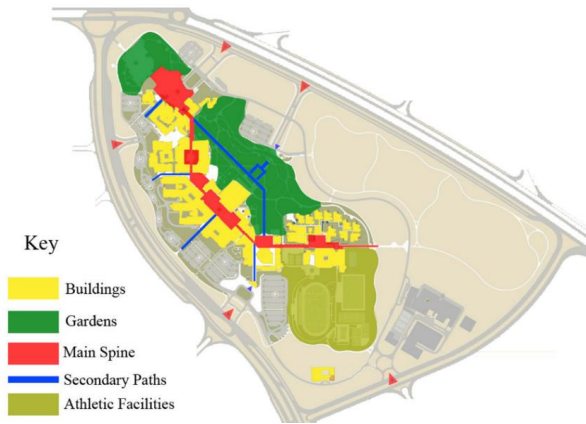 Key
Buildings
Gardens
Main Spine
Secondary Paths
Athletic Facilities